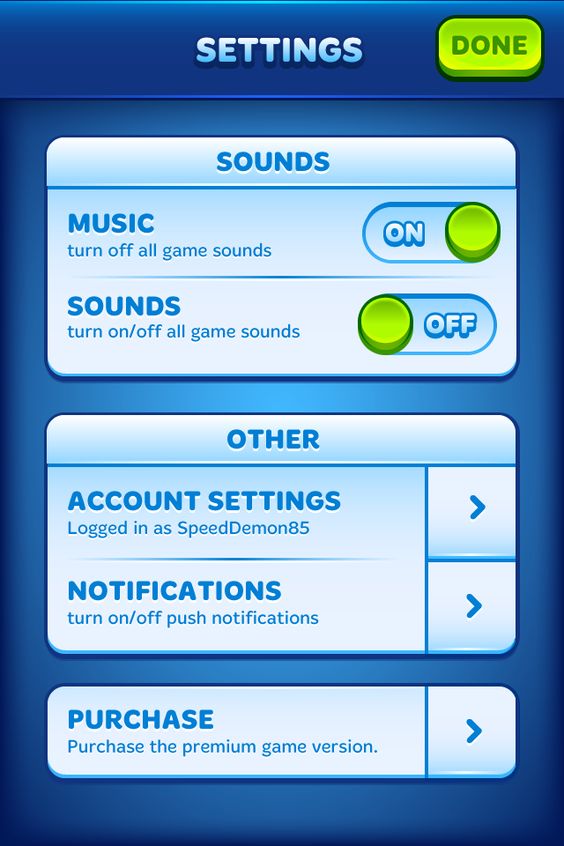 SETTINGS
DONE
SOUNDS
MUSIC
turn off all game sounds
ON
SOUNDS
turn on/off all game sounds
OFF
OTHER
ACCOUNT SETTINGS
Logged in as SpeedDemon85
NOTIFICATIONS
turn on/off push notifications
PURCHASE
Purchase the premium game version.